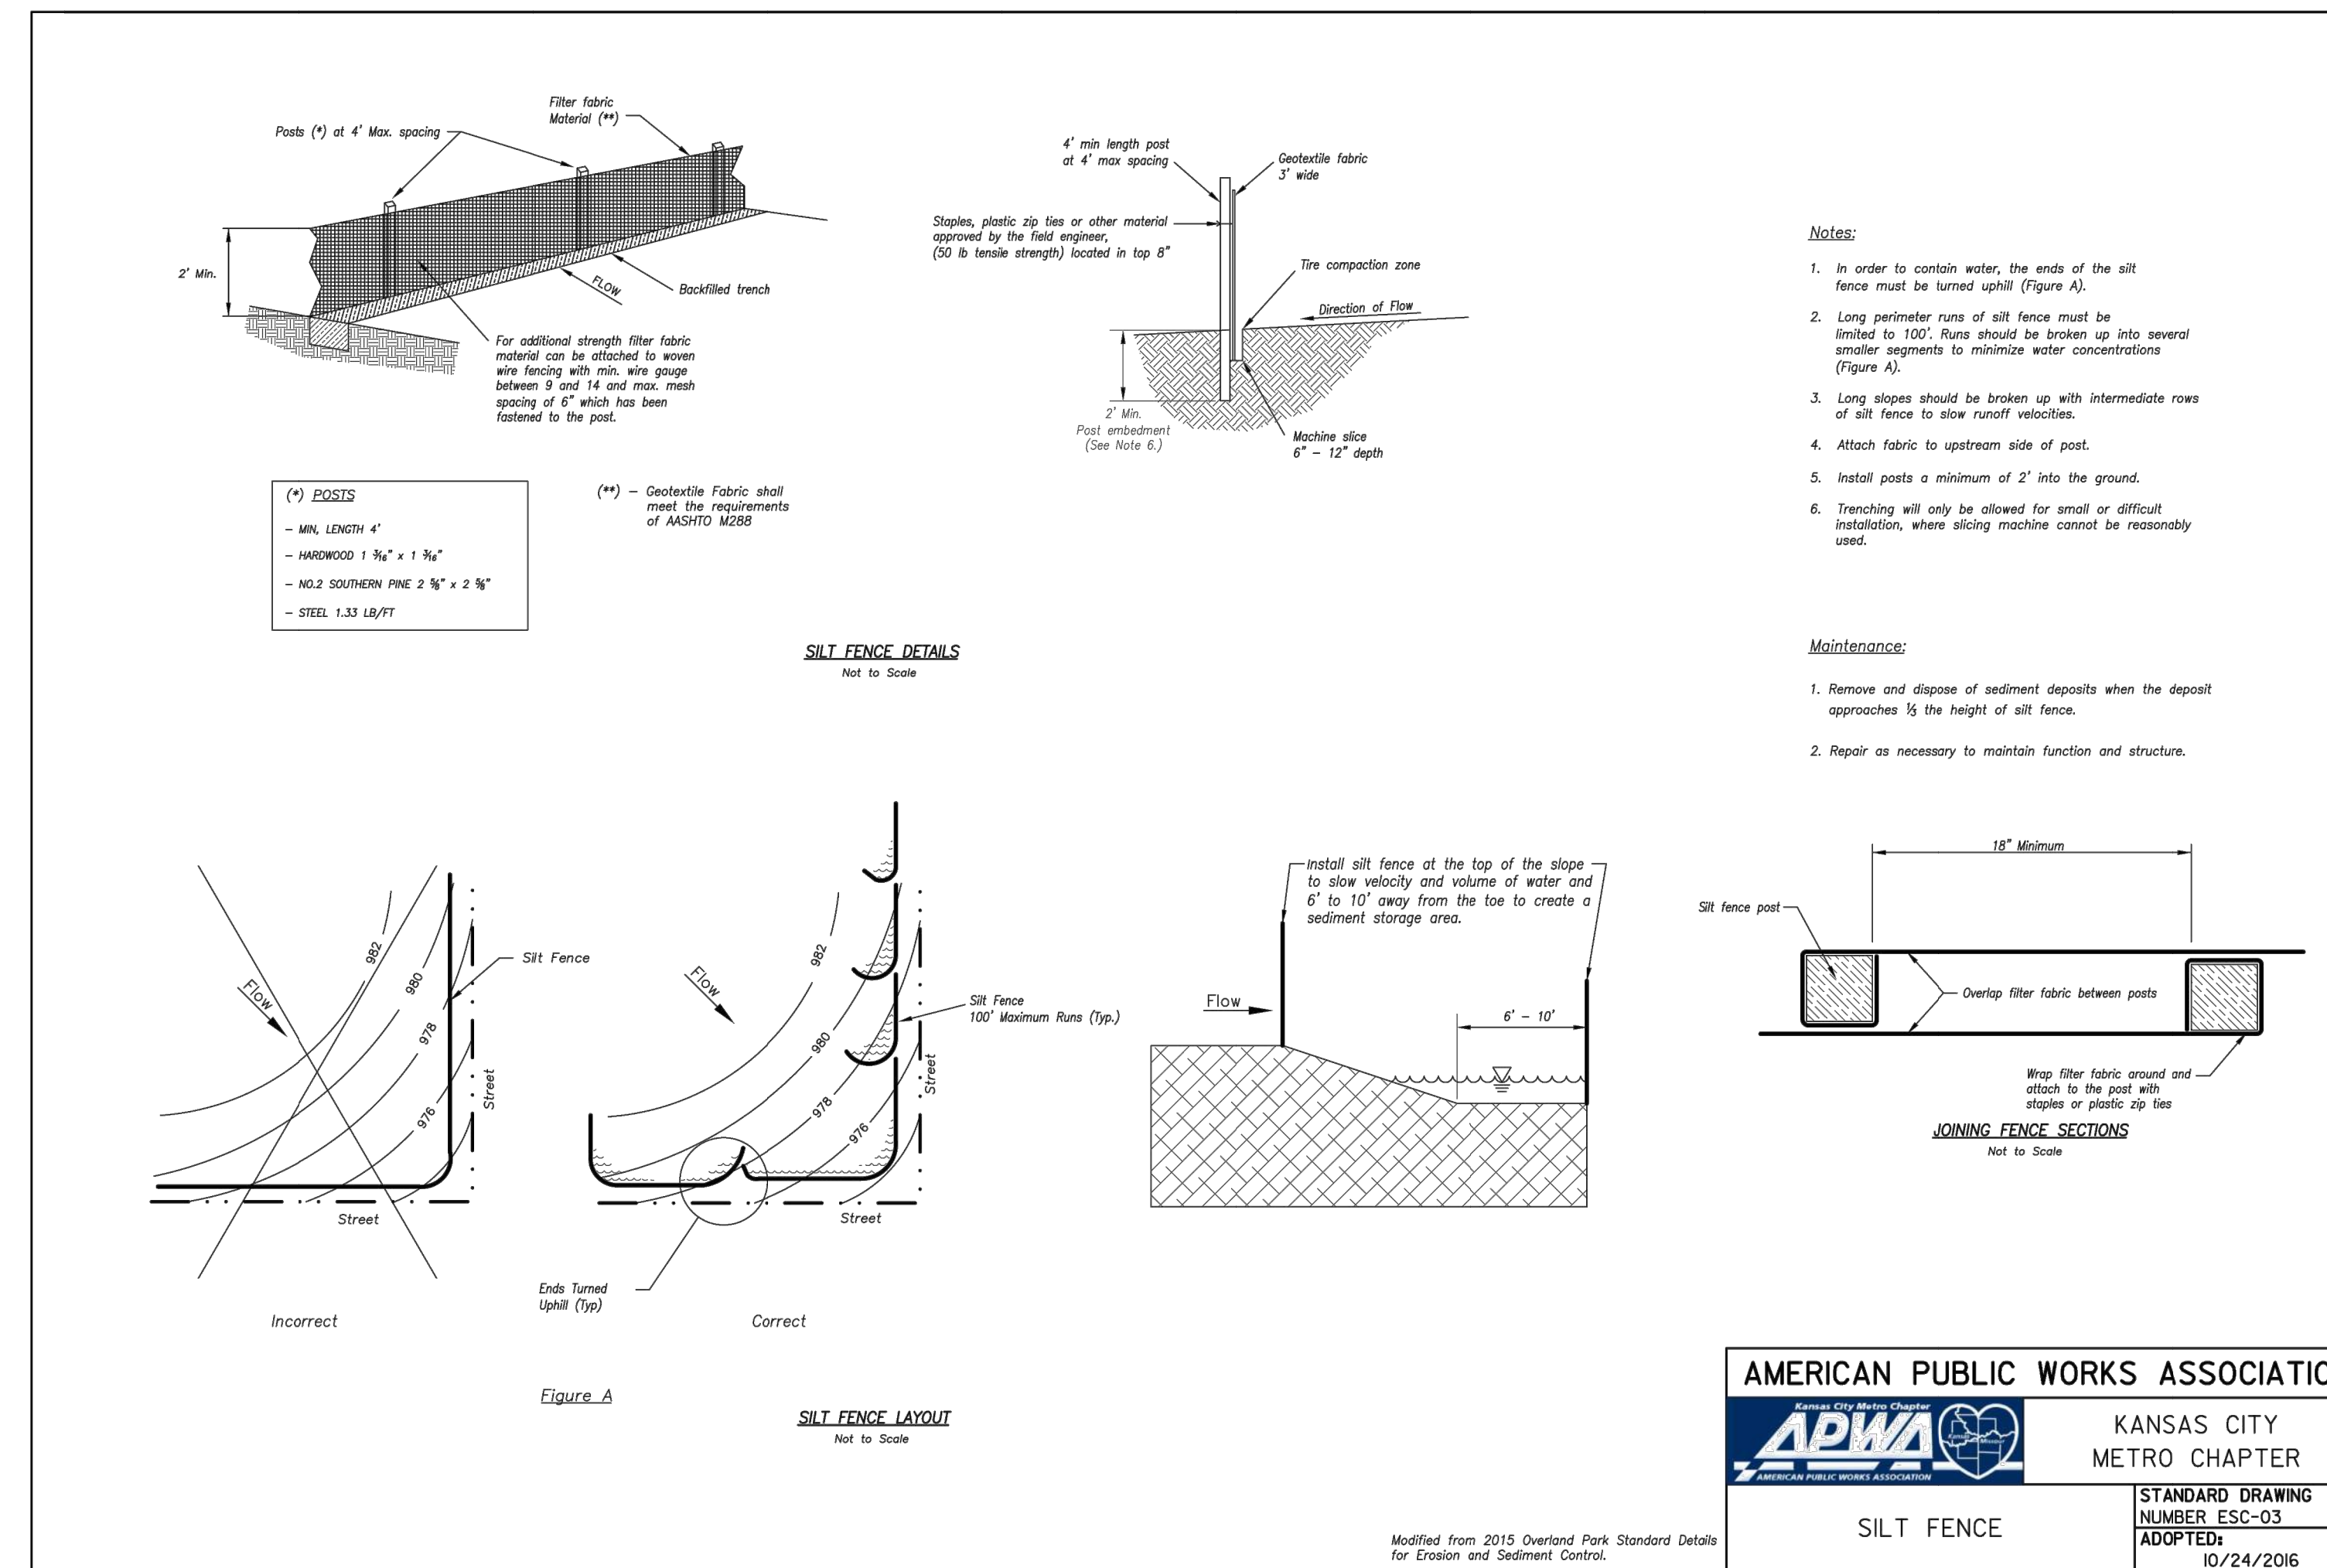 Filter fabric
Material (**)
Posts (*) at 4' Max. spacing
2' Min.
FLOW
Backfilled trench
For additional strength filter fabric
material can be attached to woven
wire fencing with min. wire gauge
between 9 and 14 and max. mesh
spacing of 6" which has been
fastened to the post.
4' min length post
at 4' max spacing
Geotextile fabric
3' wide
Staples, plastic zip ties or other material
approved by the field engineer,
(50 lb tensile strength) located in top 8"
Tire compaction zone
Direction of Flow
2' Min.
Post embedment
(See Note 6.)
Machine slice
6" – 12" depth
(*) POSTS
– MIN, LENGTH 4'
– HARDWOOD 1 3/16" x 1 3/16"
– NO.2 SOUTHERN PINE 2 5/8" x 2 5/8"
– STEEL 1.33 LB/FT
(**) – Geotextile Fabric shall
meet the requirements
of AASHTO M288
SILT FENCE DETAILS
Not to Scale
Notes:
1. In order to contain water, the ends of the silt
fence must be turned uphill (Figure A).
2. Long perimeter runs of silt fence must be
limited to 100'. Runs should be broken up into several
smaller segments to minimize water concentrations
(Figure A).
3. Long slopes should be broken up with intermediate rows
of silt fence to slow runoff velocities.
4. Attach fabric to upstream side of post.
5. Install posts a minimum of 2' into the ground.
6. Trenching will only be allowed for small or difficult
installation, where slicing machine cannot be reasonably
used.
Maintenance:
1. Remove and dispose of sediment deposits when the deposit
approaches 1/3 the height of silt fence.
2. Repair as necessary to maintain function and structure.
Flow
982
980
978
976
Silt Fence
Street
Street
Incorrect
Flow
982
980
978
976
Silt Fence
100' Maximum Runs (Typ.)
Street
Street
Ends Turned
Uphill (Typ)
Correct
Figure A
SILT FENCE LAYOUT
Not to Scale
Install silt fence at the top of the slope
to slow velocity and volume of water and
6' to 10' away from the toe to create a
sediment storage area.
Flow
6' – 10'
18" Minimum
Silt fence post
Overlap filter fabric between posts
Wrap filter fabric around and
attach to the post with
staples or plastic zip ties
JOINING FENCE SECTIONS
Not to Scale
Modified from 2015 Overland Park Standard Details
for Erosion and Sediment Control.
AMERICAN PUBLIC WORKS ASSOCIATIO
Kansas City Metro Chapter
APWA
Kansas Missouri
AMERICAN PUBLIC WORKS ASSOCIATION
KANSAS CITY
METRO CHAPTER
SILT FENCE
STANDARD DRAWING
NUMBER ESC-03
ADOPTED:
10/24/2016